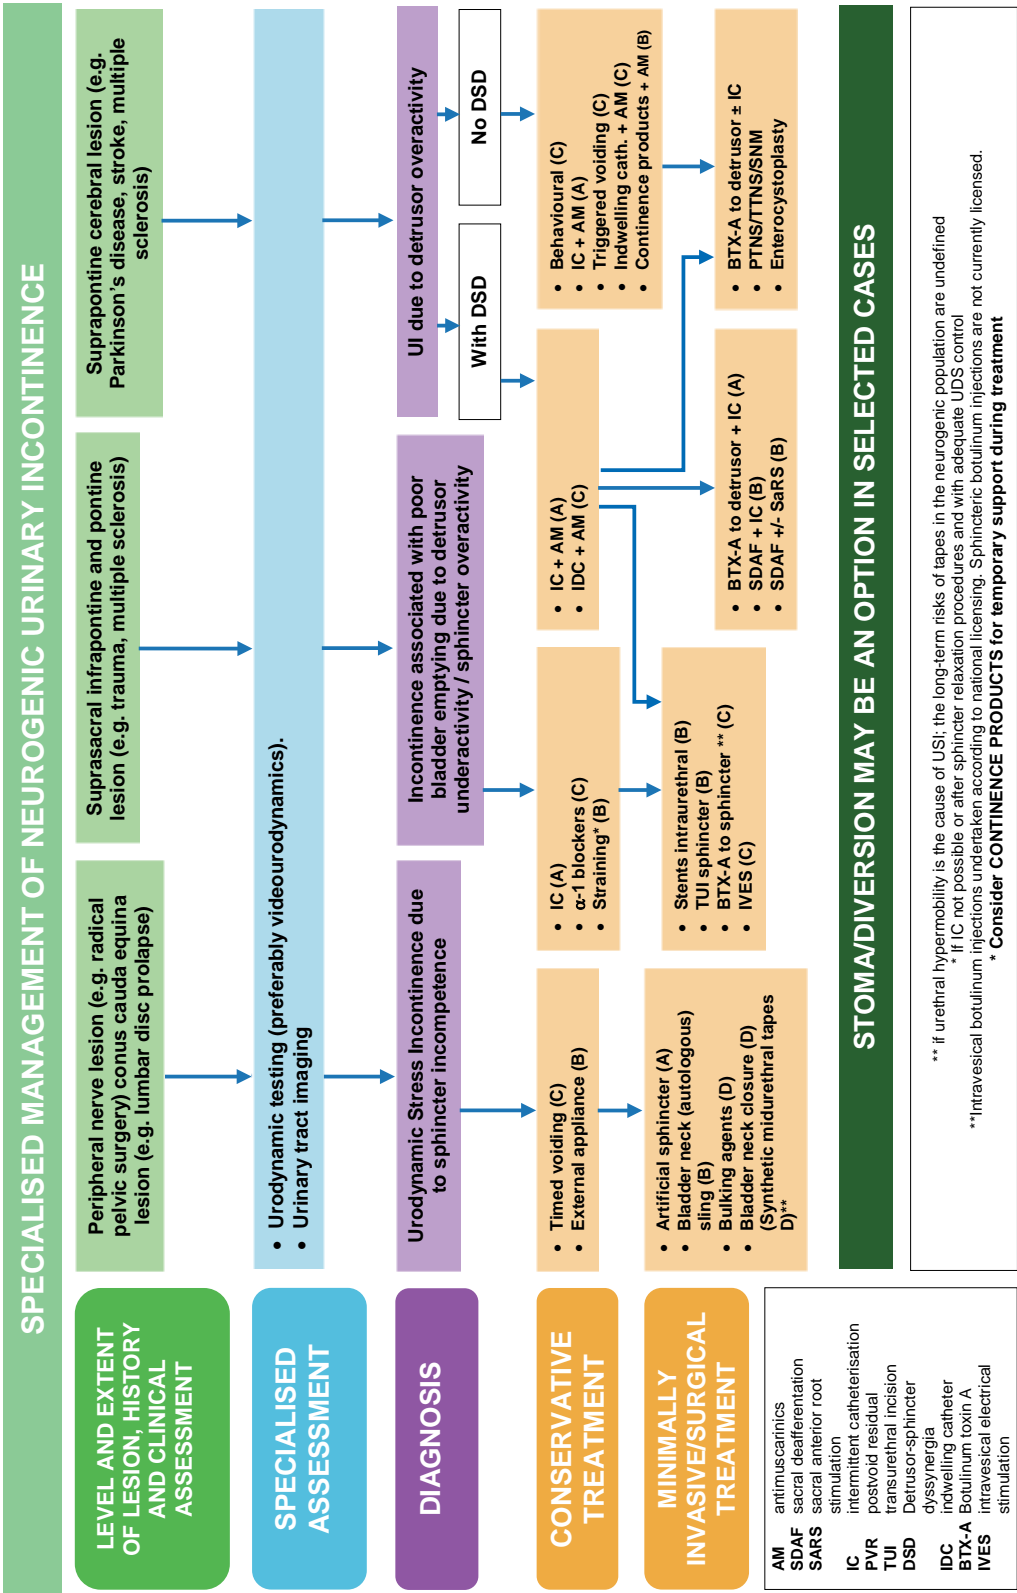 SPECIALISED MANAGEMENT OF NEUROGENIC URINARY INCONTINENCE
LEVEL AND EXTENT
OF LESION, HISTORY
AND CLINICAL
ASSESSMENT
Peripheral nerve lesion (e.g. radical
pelvic surgery) conus cauda equina
lesion (e.g. lumbar disc prolapse)
Suprasacral infrapontine and pontine
lesion (e.g. trauma, multiple sclerosis)
Suprapontine cerebral lesion (e.g.
Parkinson's disease, stroke, multiple
sclerosis)
SPECIALISED
ASSESSMENT
• Urodynamic testing (preferably videourodynamics).
• Urinary tract imaging
DIAGNOSIS
Urodynamic Stress Incontinence due
to sphincter incompetence
Incontinence associated with poor
bladder emptying due to detrusor
underactivity / sphincter overactivity
UI due to detrusor overactivity
With DSD
No DSD
CONSERVATIVE
TREATMENT
• Timed voiding (C)
• External appliance (B)
• IC (A)
• α-1 blockers (C)
• Straining* (B)
• IC + AM (A)
• IDC + AM (C)
• Behavioural (C)
• IC + AM (A)
• Triggered voiding (C)
• Indwelling cath. + AM (C)
• Continence products + AM (B)
MINIMALLY
INVASIVE/SURGICAL
TREATMENT
• Artificial sphincter (A)
• Bladder neck (autologous)
sling (B)
• Bulking agents (D)
• Bladder neck closure (D)
(Synthetic midurethral tapes
D)**
• Stents intraurethral (B)
• TUI sphincter (B)
• BTX-A to sphincter ** (C)
• IVES (C)
• BTX-A to detrusor + IC (A)
• SDAF + IC (B)
• SDAF +/- SaRS (B)
• BTX-A to detrusor ± IC
• PTNS/TTNS/SNM
• Enterocystoplasty
STOMA/DIVERSION MAY BE AN OPTION IN SELECTED CASES
AM antimuscarinics
SDAF sacral deafferentation
SARS sacral anterior root
stimulation
IC intermittent catheterisation
PVR postvoid residual
TUI transurethral incision
DSD Detrusor-sphincter
dyssynergia
IDC indwelling catheter
BTX-A Botulinum toxin A
IVES intravesical electrical
stimulation
** if urethral hypermobility is the cause of USI; the long-term risks of tapes in the neurogenic population are undefined
* If IC not possible or after sphincter relaxation procedures and with adequate UDS control
**Intravesical botulinum injections undertaken according to national licensing. Sphincteric botulinum injections are not currently licensed.
* Consider CONTINENCE PRODUCTS for temporary support during treatment